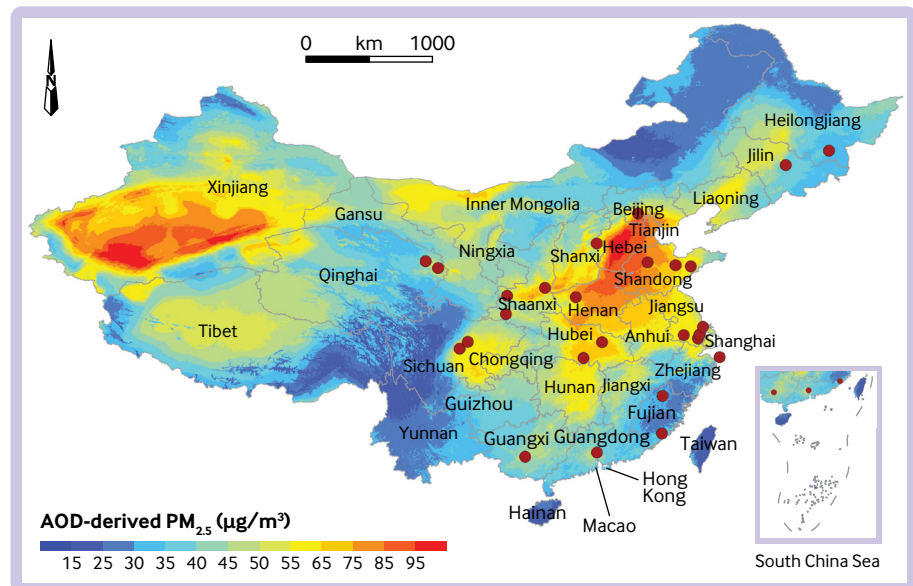 0 km 1000
N
Heilongjiang
Jilin
Xinjiang
Liaoning
Inner Mongolia
Gansu
Beijing
Tianjin
Ningxia
Shanxi
Hebei
Qinghai
Shandong
Shaanxi
Henan
Jiangsu
Tibet
Hubei
Anhui
Shanghai
Sichuan
Chongqing
Zhejiang
Hunan
Jiangxi
Guizhou
Fujian
Yunnan
Guangxi
Guangdong
Taiwan
Hong
Kong
Hainan
Macao
AOD-derived PM2.5 (µg/m³)
15 25 30 35 40 45 50 55 65 75 85 95
South China Sea